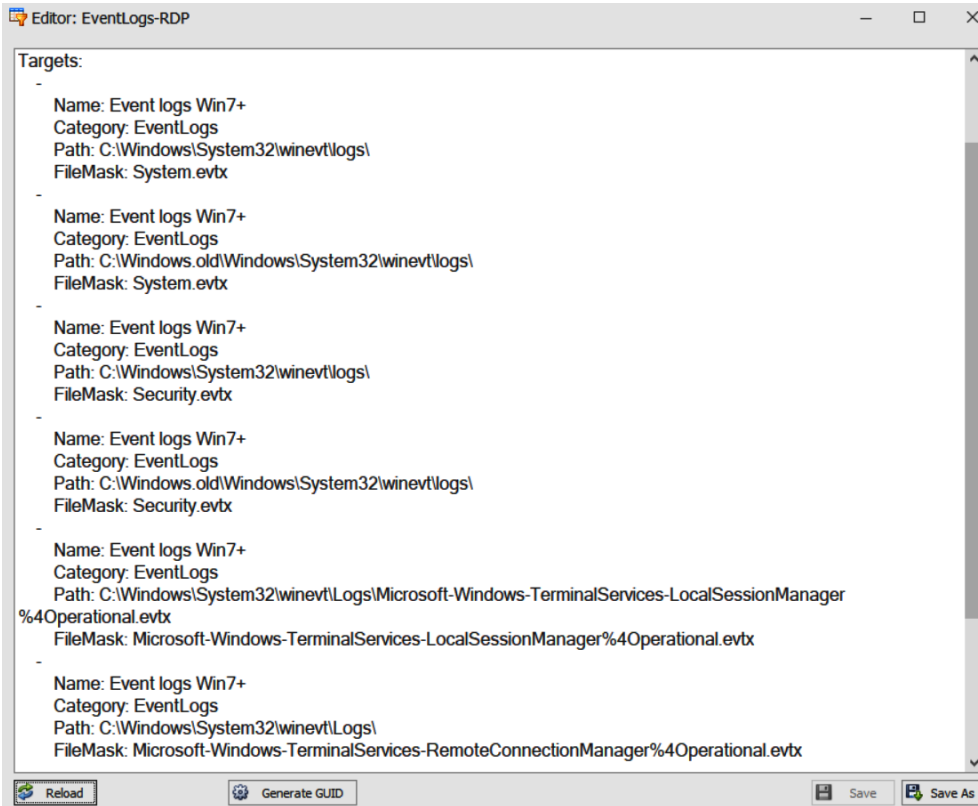 Editor: EventLogs-RDP
Targets:
-
Name: Event logs Win7+
Category: EventLogs
Path: C:\Windows\System32\winevt\logs\
FileMask: System.evtx
-
Name: Event logs Win7+
Category: EventLogs
Path: C:\Windows.old\Windows\System32\winevt\logs\
FileMask: System.evtx
-
Name: Event logs Win7+
Category: EventLogs
Path: C:\Windows\System32\winevt\logs\
FileMask: Security.evtx
-
Name: Event logs Win7+
Category: EventLogs
Path: C:\Windows.old\Windows\System32\winevt\logs\
FileMask: Security.evtx
-
Name: Event logs Win7+
Category: EventLogs
Path: C:\Windows\System32\winevt\Logs\Microsoft-Windows-TerminalServices-LocalSessionManager
%4Operational.evtx
FileMask: Microsoft-Windows-TerminalServices-LocalSessionManager%4Operational.evtx
-
Name: Event logs Win7+
Category: EventLogs
Path: C:\Windows\System32\winevt\Logs\
FileMask: Microsoft-Windows-TerminalServices-RemoteConnectionManager%4Operational.evtx
Reload Generate GUID Save Save As